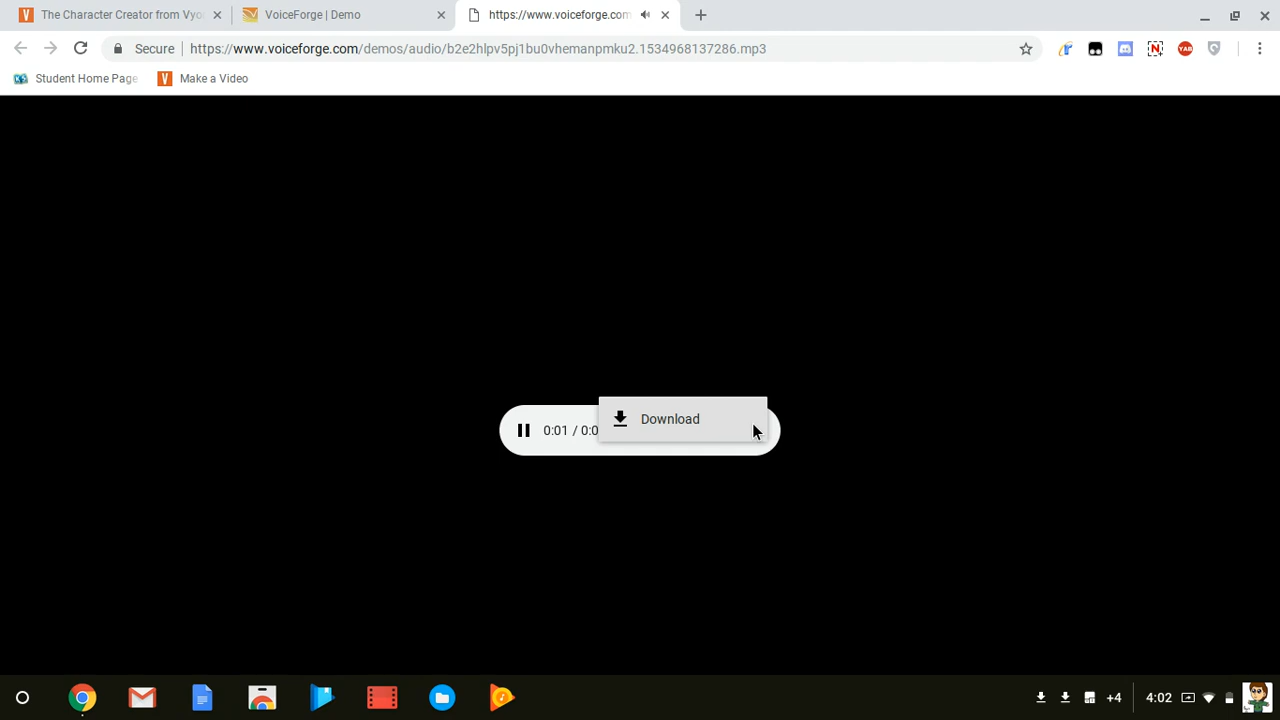 The Character Creator from Vyo
VoiceForge | Demo
https://www.voiceforge.com
Secure
https://www.voiceforge.com/demos/audio/b2e2hlpv5pj1bu0vhemanpmku2.1534968137286.mp3
N
YAB
Student Home Page
V Make a Video
Download
0:01 / 0:0
+4
4:02